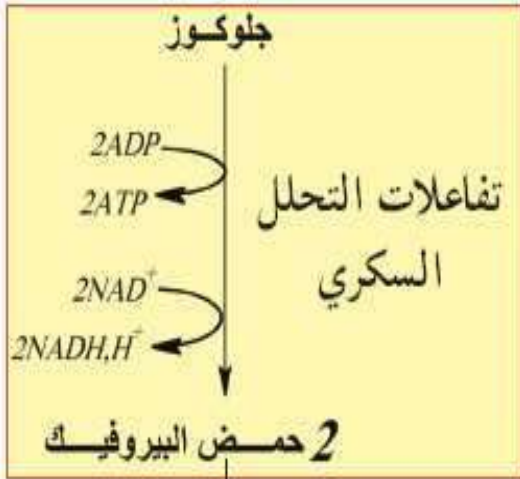 جلوكوز
2ADP
2ATP
تفاعلات التحلل
السكري
2NAD⁺
2NADH,H⁺
2 حمض البيروفيك